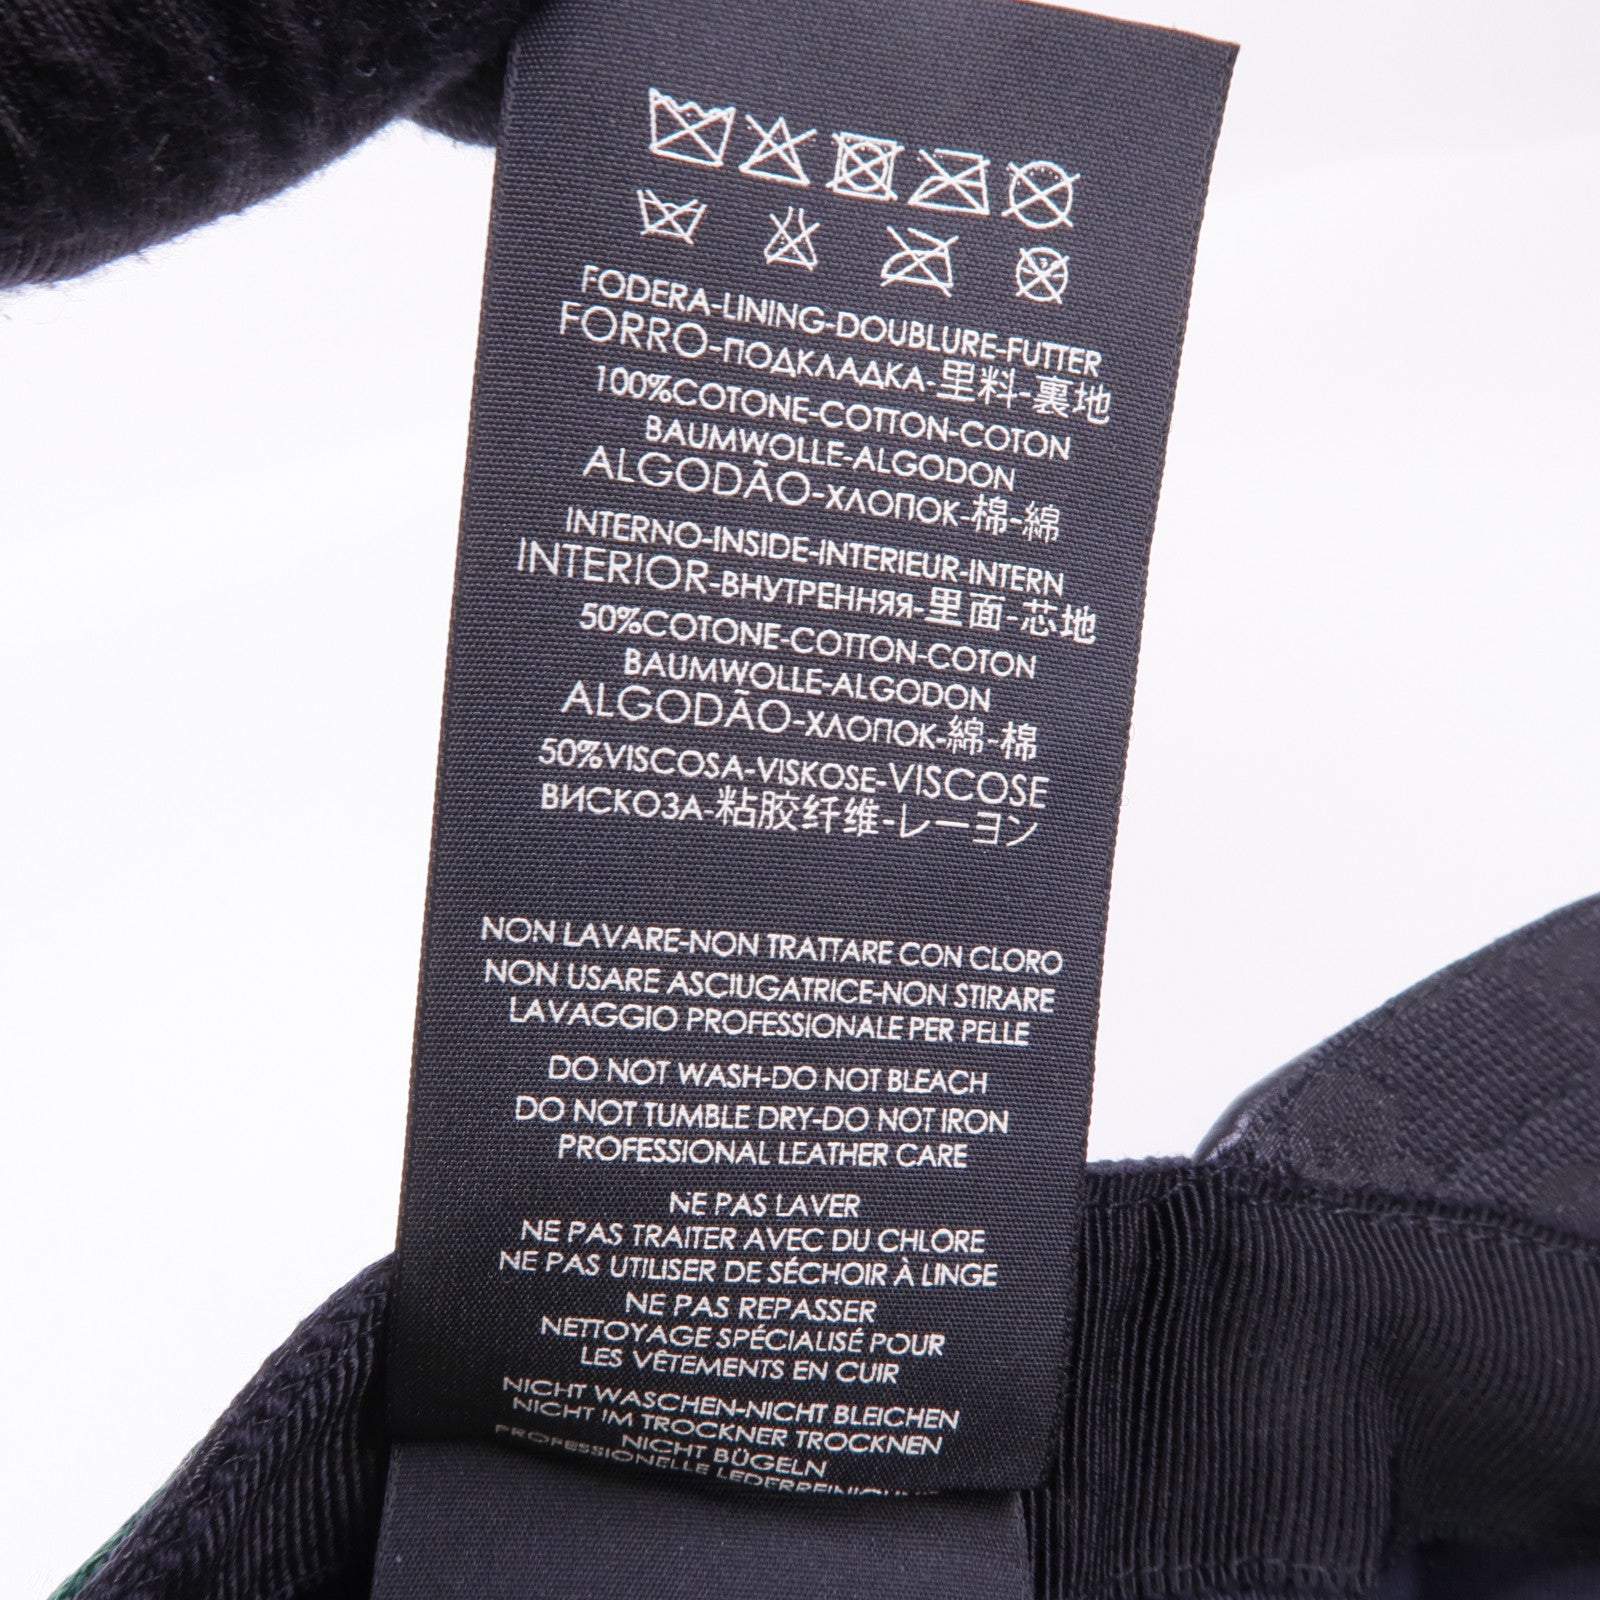 FODERA-LINING-DOUBLURE-FUTTER
FORRO-ПОДКЛАДКА-里料-裏地
100%COTONE-COTTON-COTON
BAUMWOLLE-ALGODON
ALGODÃO-ХЛОПОК-棉-綿
INTERNO-INSIDE-INTERIEUR-INTERN
INTERIOR-ВНУТРЕННЯЯ-里面-芯地
50%COTONE-COTTON-COTON
BAUMWOLLE-ALGODON
ALGODÃO-ХЛОПОК-綿-棉
50%VISCOSA-VISKOSE-VISCOSE
ВИСКОЗА-粘胶纤维-レーヨン
NON LAVARE-NON TRATTARE CON CLORO
NON USARE ASCIUGATRICE-NON STIRARE
LAVAGGIO PROFESSIONALE PER PELLE
DO NOT WASH-DO NOT BLEACH
DO NOT TUMBLE DRY-DO NOT IRON
PROFESSIONAL LEATHER CARE
NE PAS LAVER
NE PAS TRAITER AVEC DU CHLORE
NE PAS UTILISER DE SÉCHOIR À LINGE
NE PAS REPASSER
NETTOYAGE SPÉCIALISÉ POUR
LES VÊTEMENTS EN CUIR
NICHT WASCHEN-NICHT BLEICHEN
NICHT IM TROCKNER TROCKNEN
NICHT BÜGELN
PROFESSIONELLE